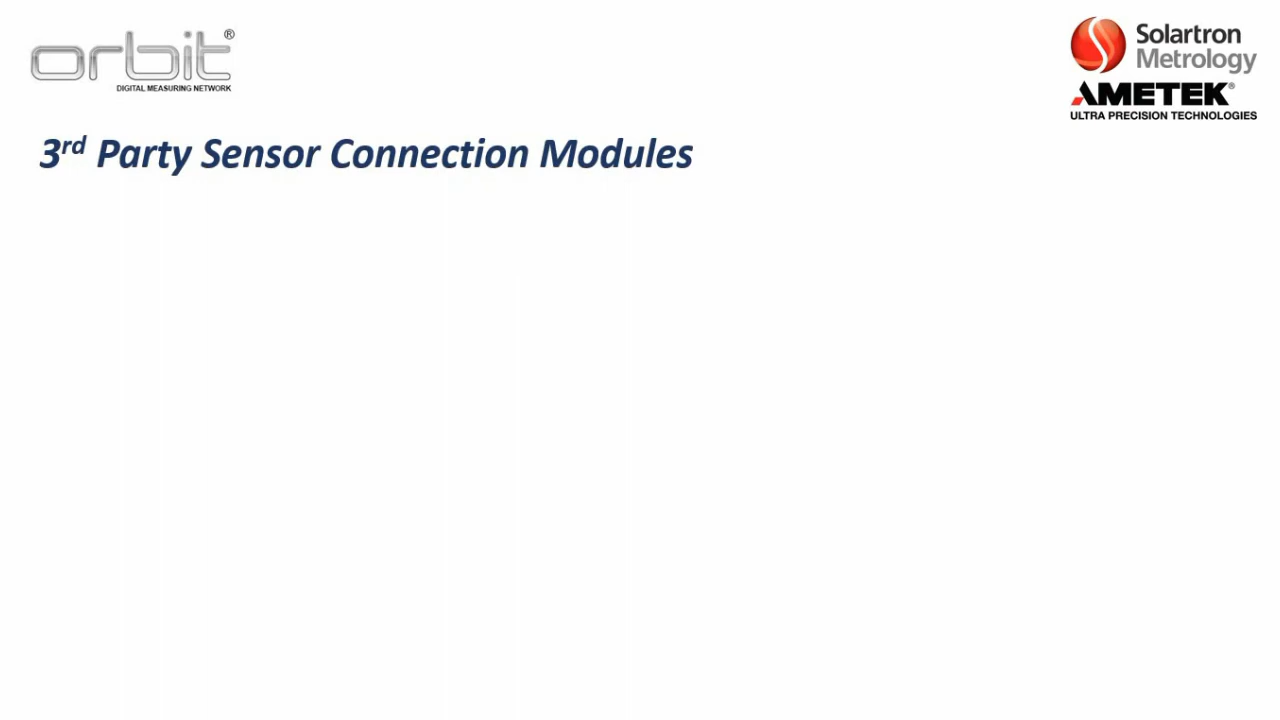 orbit®
DIGITAL MEASURING NETWORK
Solartron
Metrology
AMETEK®
ULTRA PRECISION TECHNOLOGIES
3rd Party Sensor Connection Modules